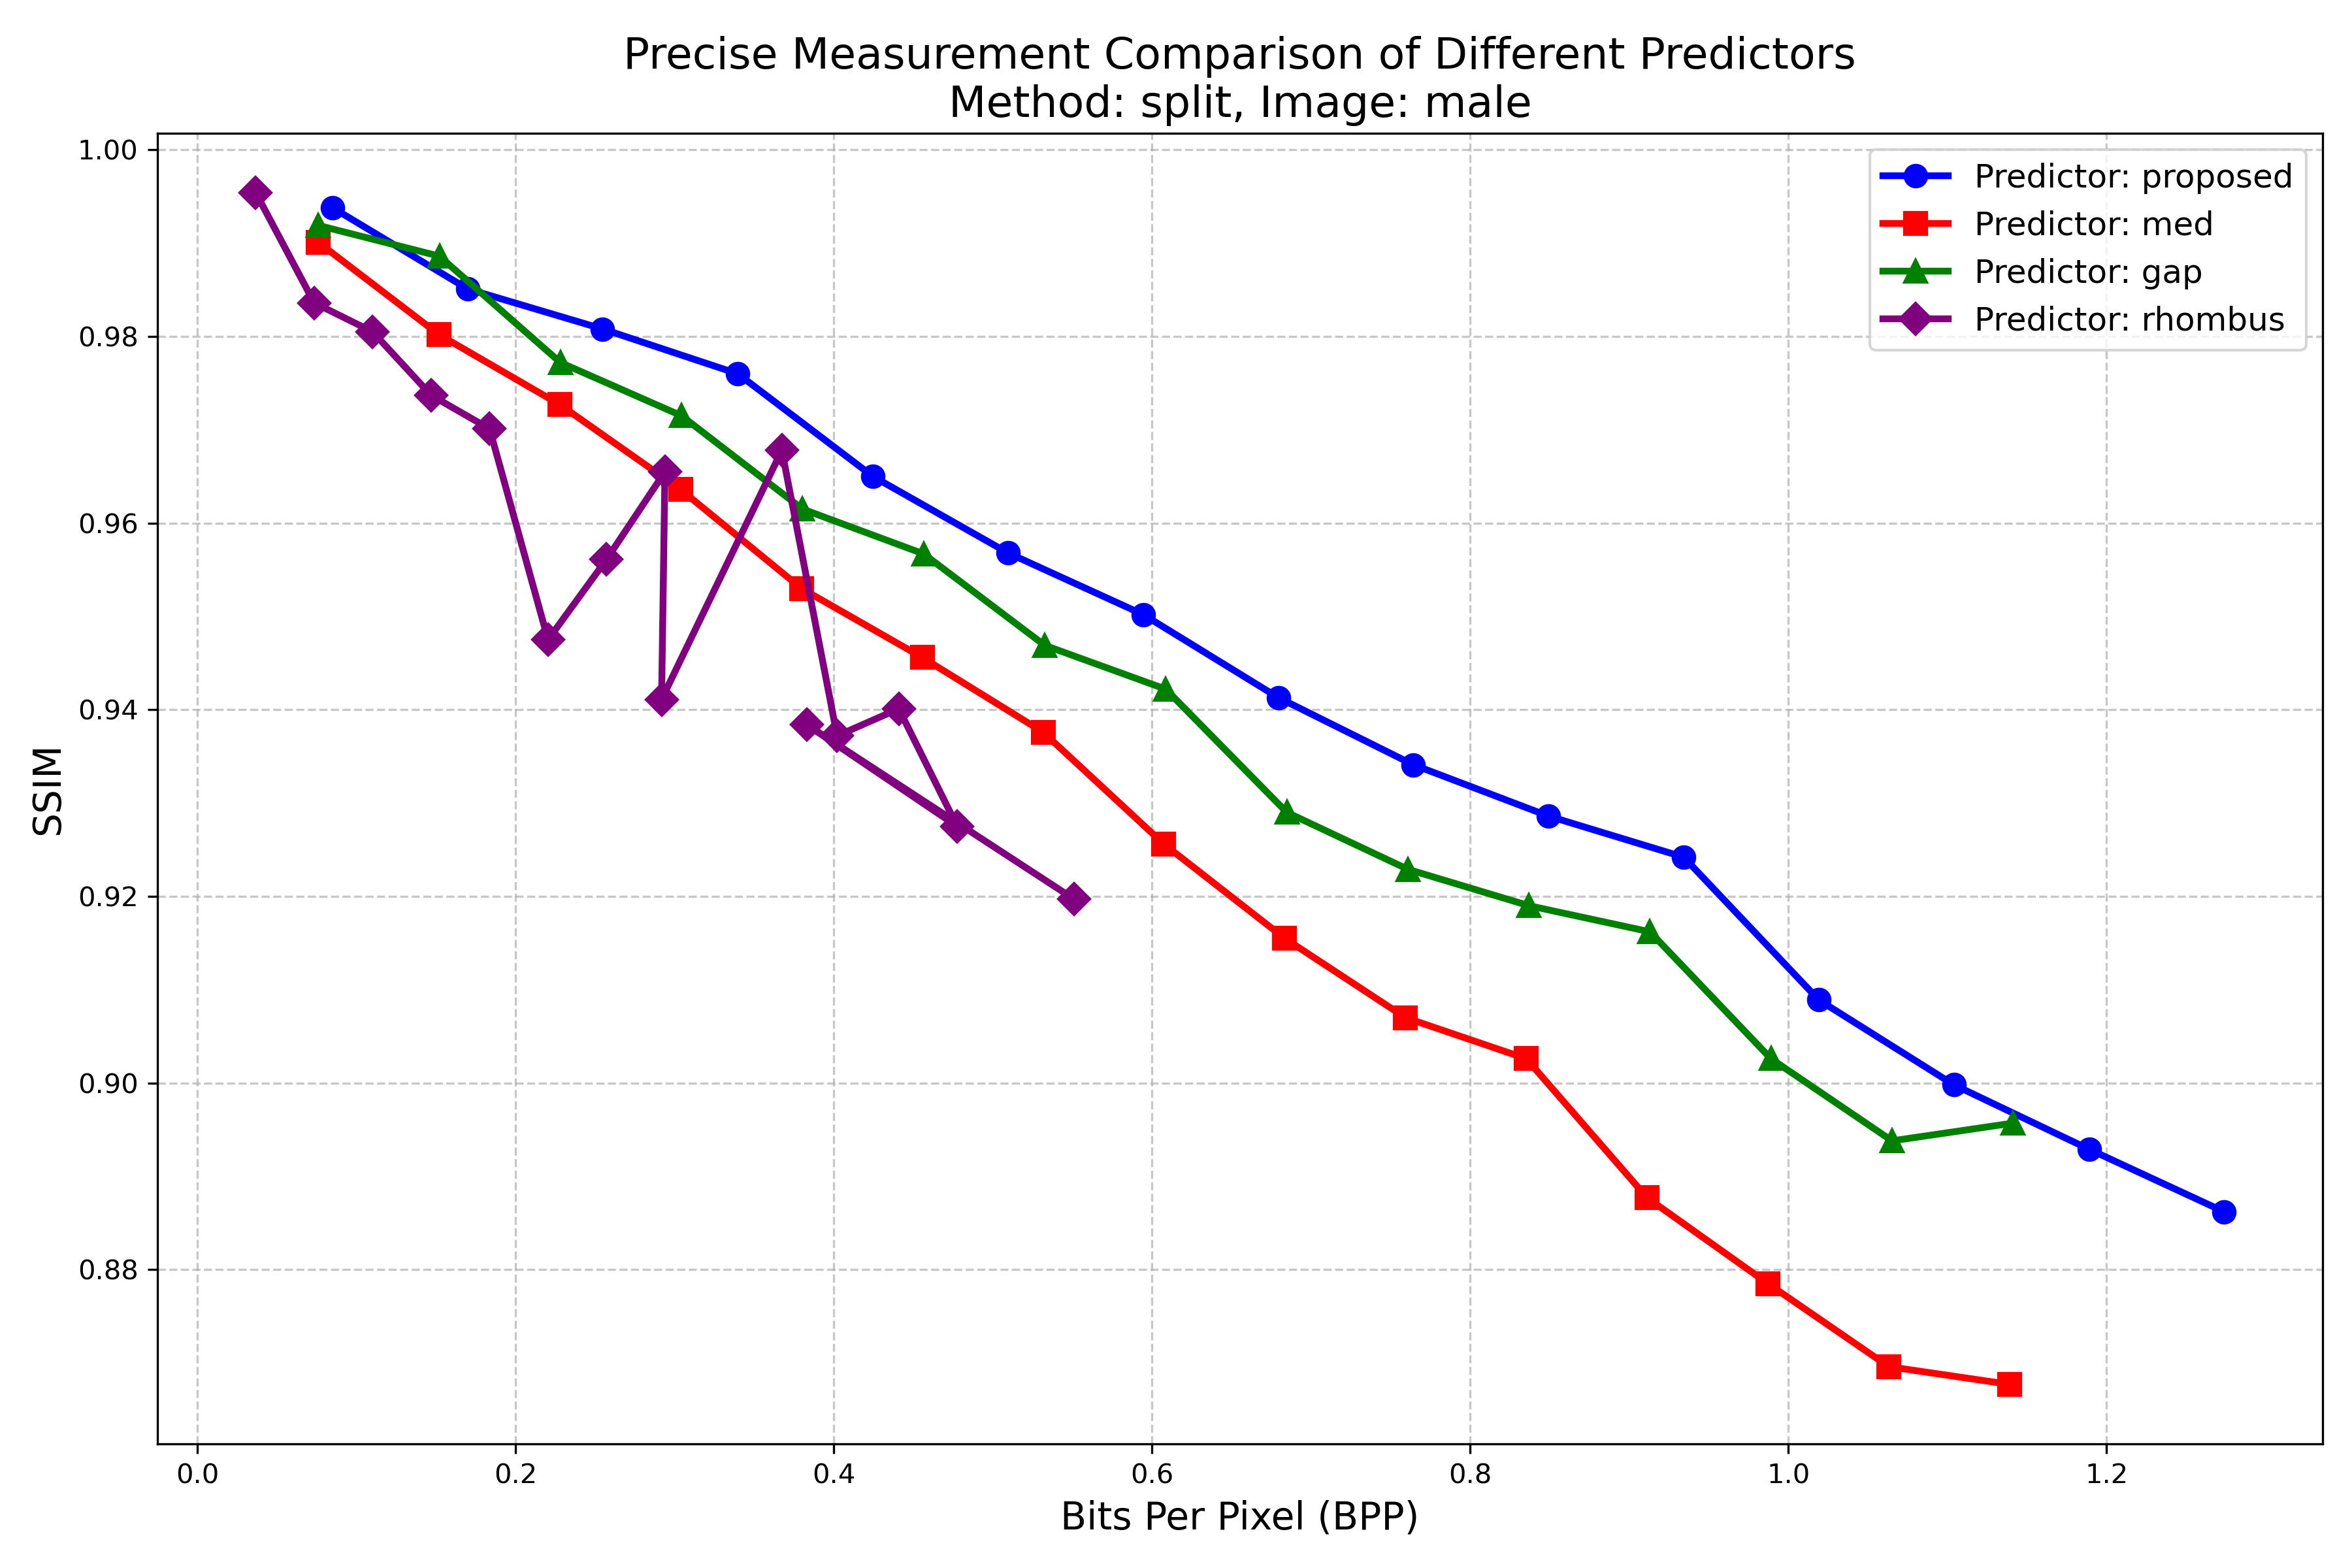 Precise Measurement Comparison of Different Predictors
Method: split, Image: male
Predictor: proposed
Predictor: med
Predictor: gap
Predictor: rhombus
1.00
0.98
0.96
0.94
0.92
0.90
0.88
SSIM
0.0 0.2 0.4 0.6 0.8 1.0 1.2
Bits Per Pixel (BPP)